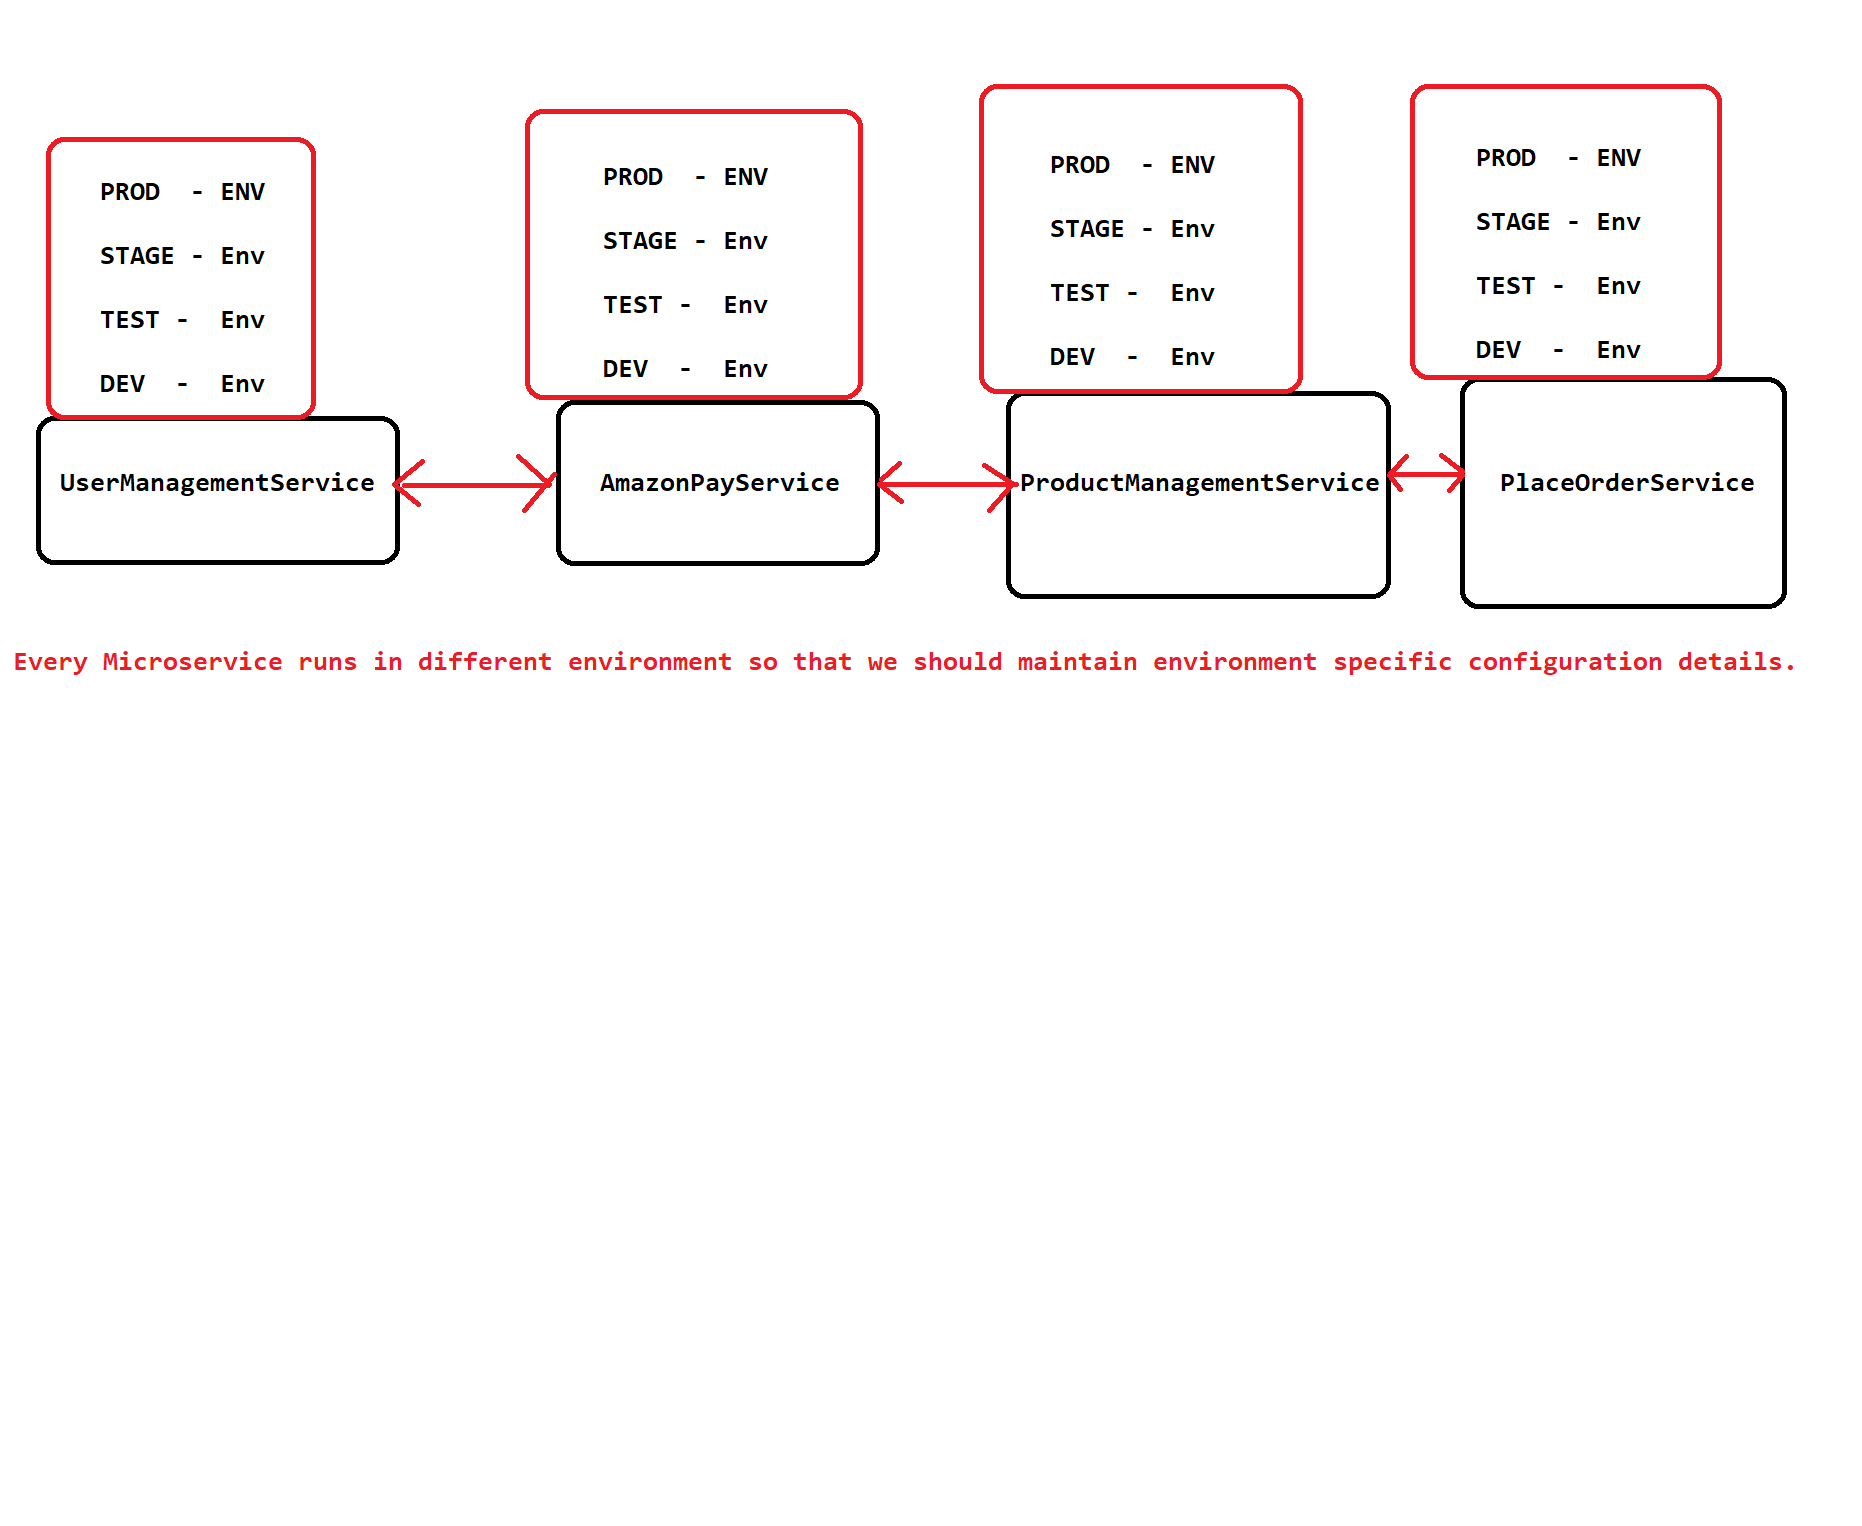 PROD  - ENV
STAGE - Env
TEST -  Env
DEV  -  Env
UserManagementService
PROD  - ENV
STAGE - Env
TEST -  Env
DEV  -  Env
AmazonPayService
PROD  - ENV
STAGE - Env
TEST -  Env
DEV  -  Env
ProductManagementService
PROD  - ENV
STAGE - Env
TEST -  Env
DEV  -  Env
PlaceOrderService
Every Microservice runs in different environment so that we should maintain environment specific configuration details.